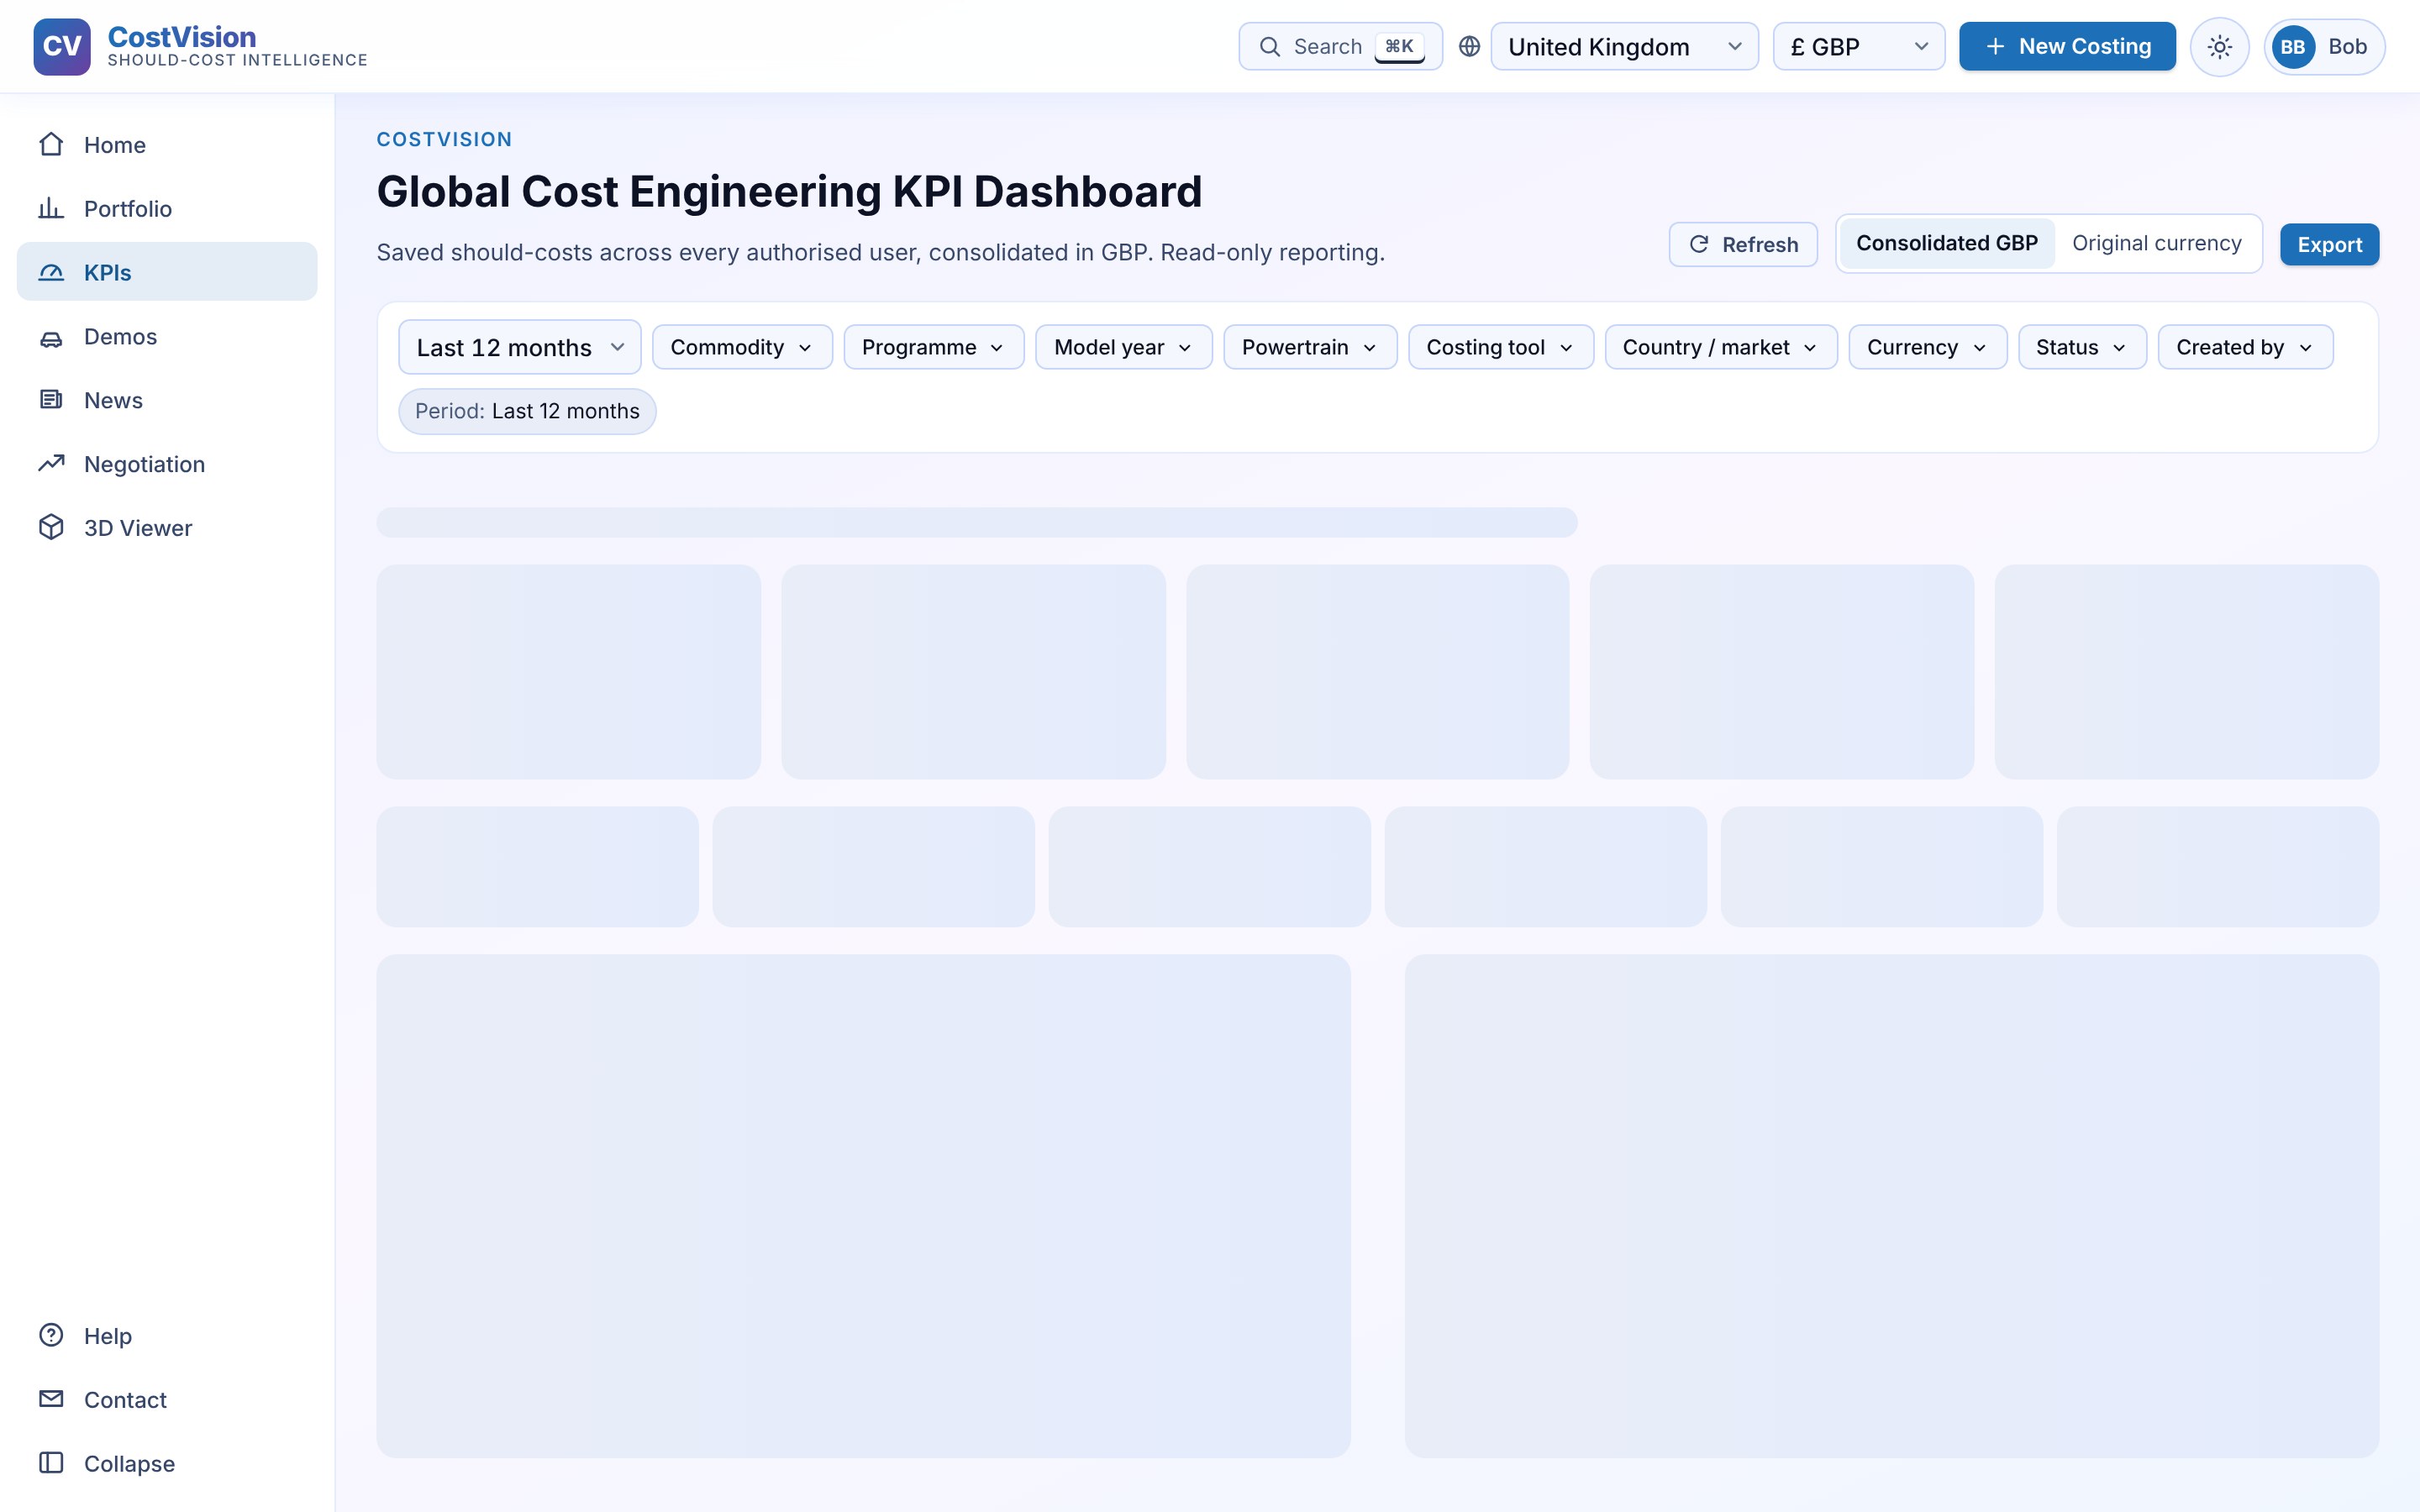 CV
CostVision
SHOULD-COST INTELLIGENCE
Search ⌘K
United Kingdom
£ GBP
+ New Costing
BB Bob
Home
Portfolio
KPIs
Demos
News
Negotiation
3D Viewer
Help
Contact
Collapse
COSTVISION
Global Cost Engineering KPI Dashboard
Saved should-costs across every authorised user, consolidated in GBP. Read-only reporting.
Refresh
Consolidated GBP
Original currency
Export
Last 12 months
Commodity
Programme
Model year
Powertrain
Costing tool
Country / market
Currency
Status
Created by
Period: Last 12 months